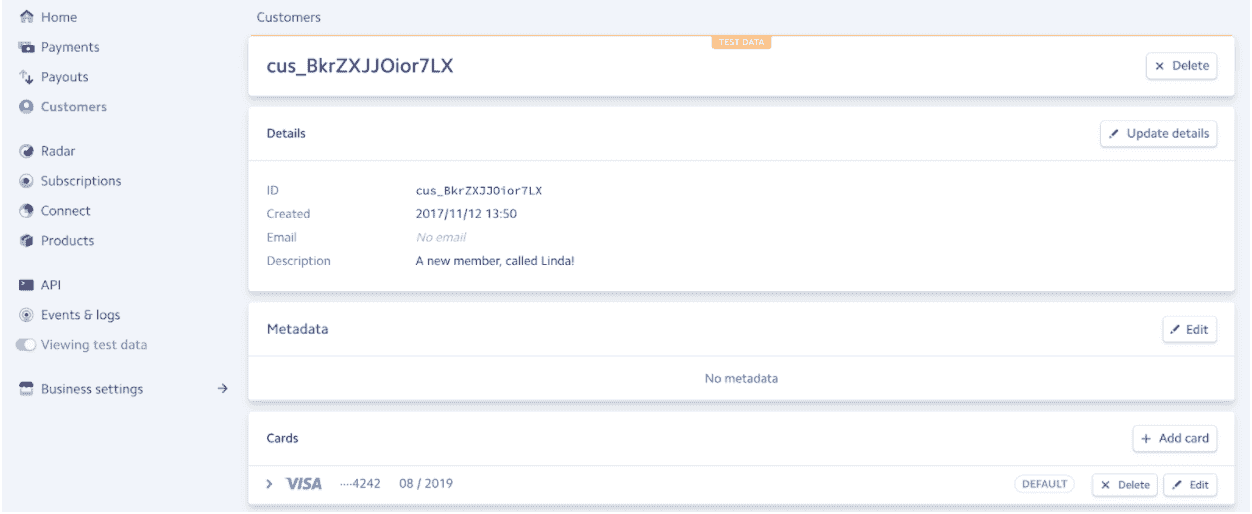 Home
Payments
Payouts
Customers
Radar
Subscriptions
Connect
Products
API
Events & logs
Viewing test data
Business settings
Customers
TEST DATA
cus_BkrZXJJOior7LX
Delete
Details
Update details
ID cus_BkrZXJJOior7LX
Created 2017/11/12 13:50
Email No email
Description A new member, called Linda!
Metadata
Edit
No metadata
Cards
Add card
VISA ····4242 08 / 2019 DEFAULT Delete Edit